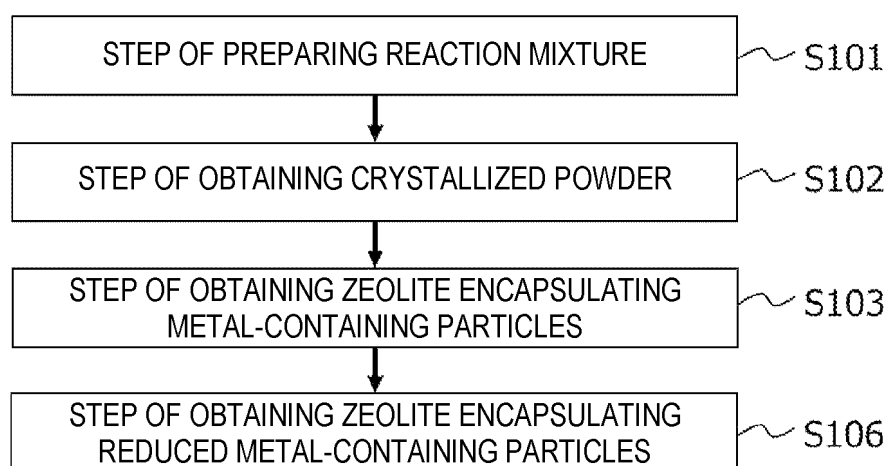 STEP OF PREPARING REACTION MIXTURE
S101
STEP OF OBTAINING CRYSTALLIZED POWDER
S102
STEP OF OBTAINING ZEOLITE ENCAPSULATING
METAL-CONTAINING PARTICLES
S103
STEP OF OBTAINING ZEOLITE ENCAPSULATING
REDUCED METAL-CONTAINING PARTICLES
S106